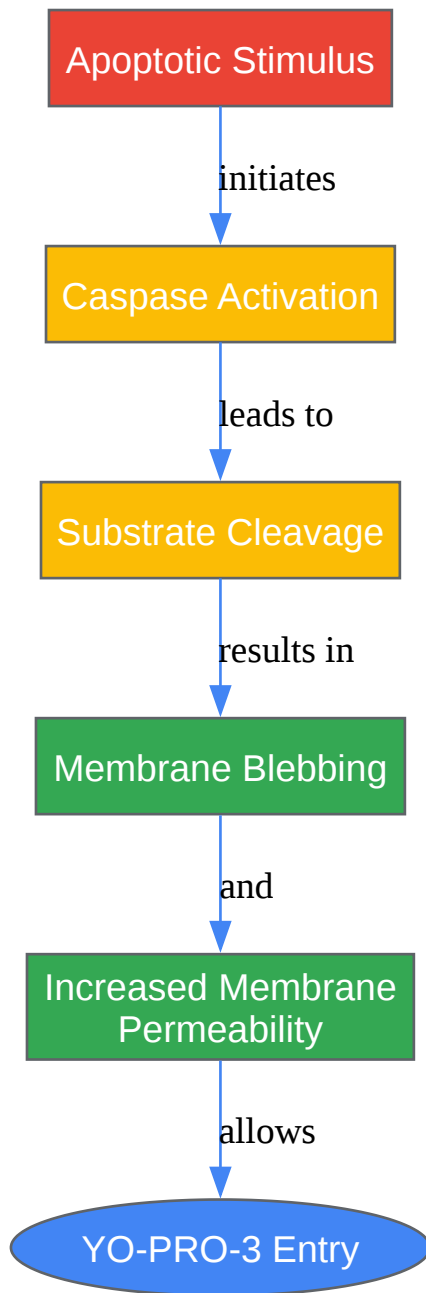 Apoptotic Stimulus
initiates
Caspase Activation
leads to
Substrate Cleavage
results in
Membrane Blebbing
and
Increased Membrane
Permeability
allows
YO-PRO-3 Entry